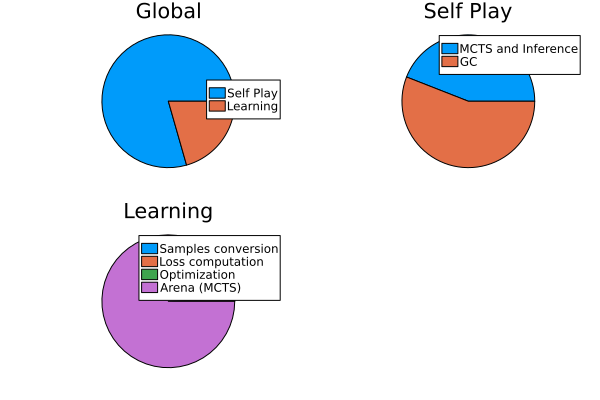 Global
Self Play
Learning
Self Play
MCTS and Inference
GC
Learning
Samples conversion
Loss computation
Optimization
Arena (MCTS)